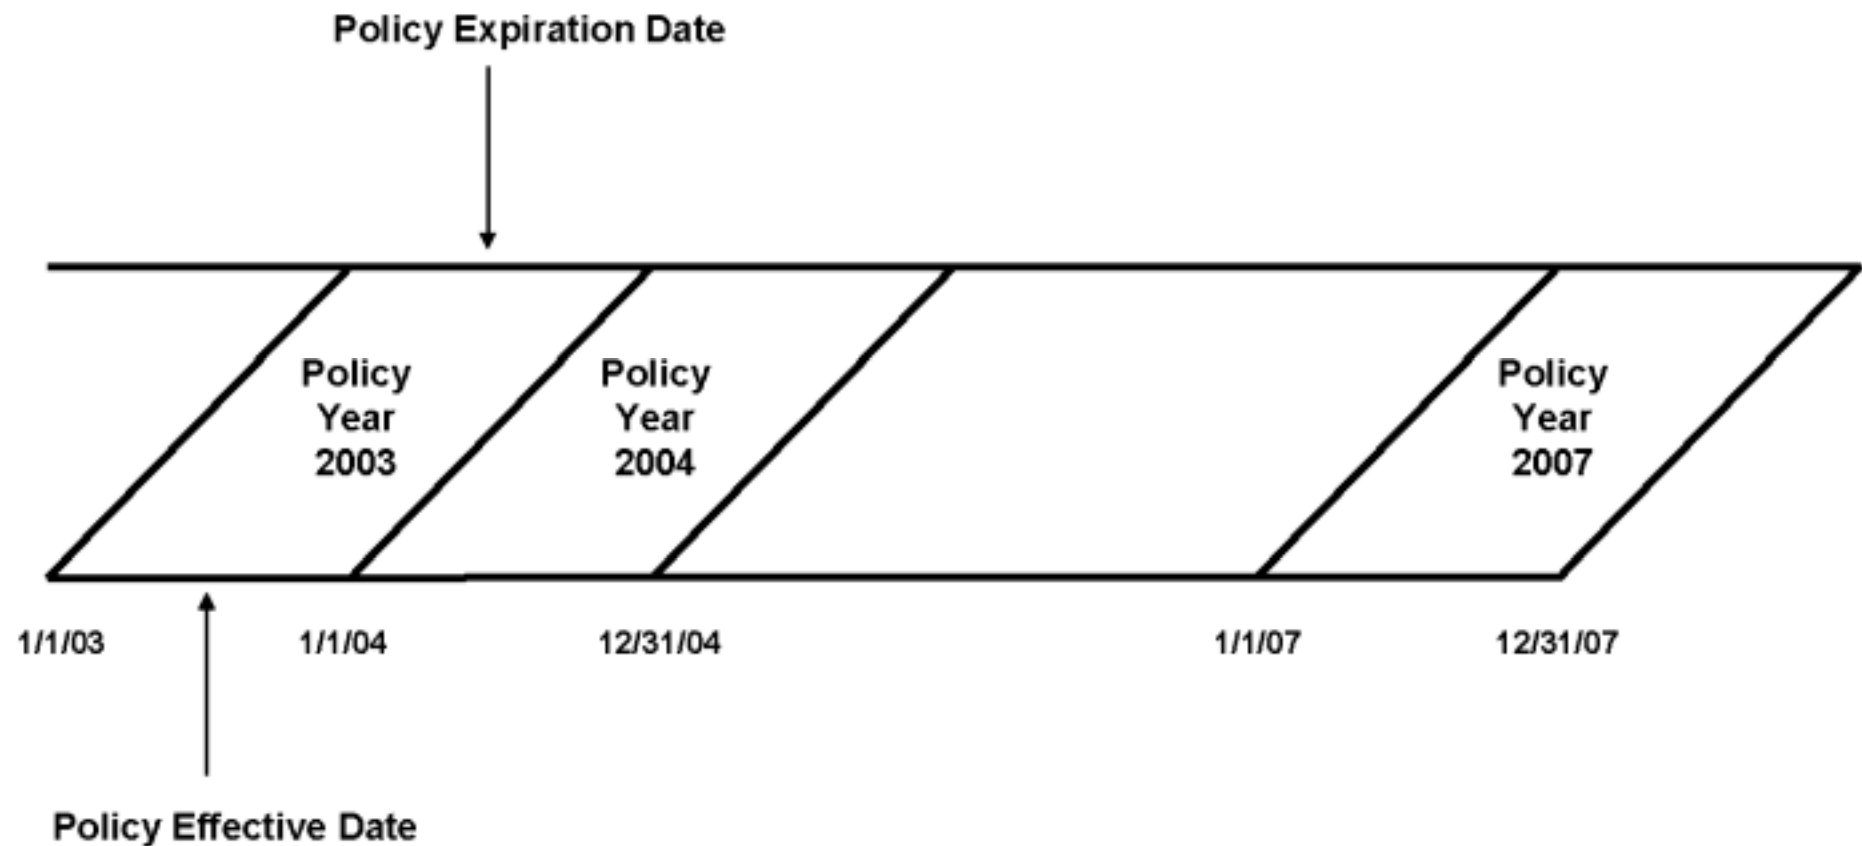 Policy Expiration Date
Policy
Year
2003
Policy
Year
2004
Policy
Year
2007
1/1/03
1/1/04
12/31/04
1/1/07
12/31/07
Policy Effective Date